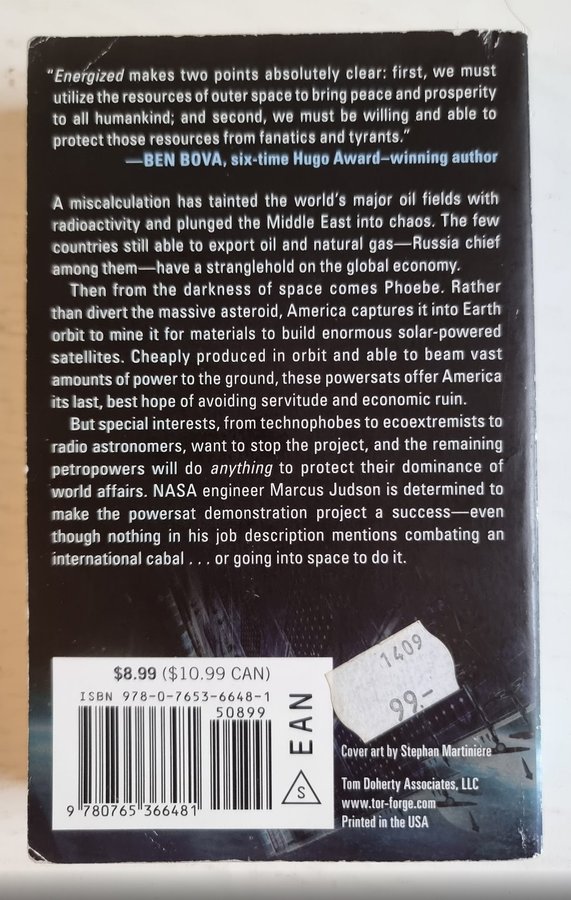 "Energized makes two points absolutely clear: first, we must
utilize the resources of outer space to bring peace and prosperity
to all humankind; and second, we must be willing and able to
protect those resources from fanatics and tyrants."
—BEN BOVA, six-time Hugo Award–winning author
A miscalculation has tainted the world's major oil fields with
radioactivity and plunged the Middle East into chaos. The few
countries still able to export oil and natural gas—Russia chief
among them—have a stranglehold on the global economy.
Then from the darkness of space comes Phoebe. Rather
than divert the massive asteroid, America captures it into Earth
orbit to mine it for materials to build enormous solar-powered
satellites. Cheaply produced in orbit and able to beam vast
amounts of power to the ground, these powersats offer America
its last, best hope of avoiding servitude and economic ruin.
But special interests, from technophobes to ecoextremists to
radio astronomers, want to stop the project, and the remaining
petropowers will do anything to protect their dominance of
world affairs. NASA engineer Marcus Judson is determined to
make the powersat demonstration project a success—even
though nothing in his job description mentions combating an
international cabal . . . or going into space to do it.
$8.99 ($10.99 CAN)
ISBN 978-0-7653-6648-1
50899
9 780765 366481
EAN
S
1409
99.-
Cover art by Stephan Martiniere
Tom Doherty Associates, LLC
www.tor-forge.com
Printed in the USA